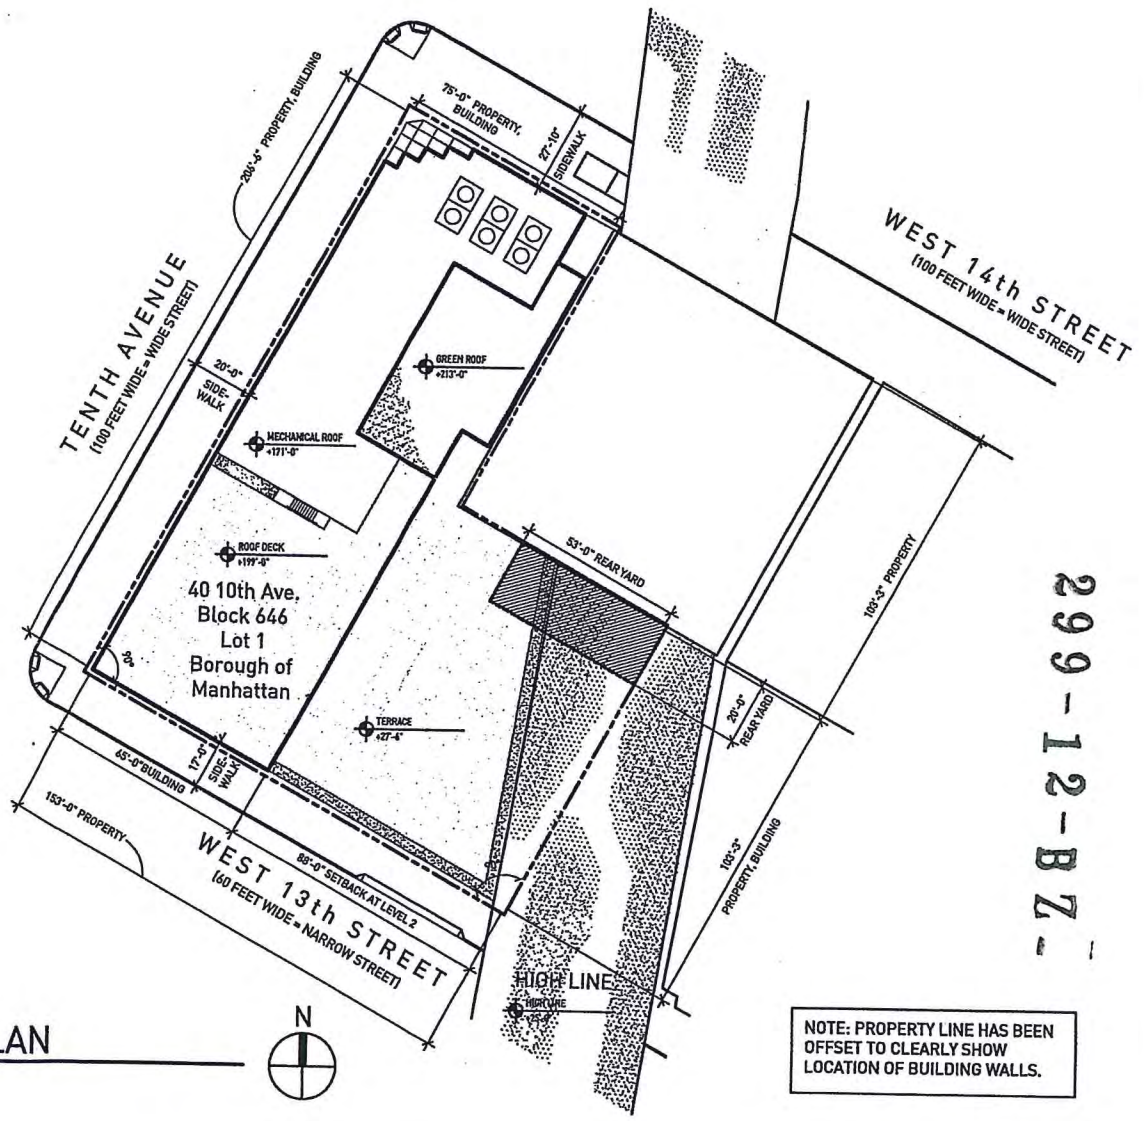 206'-6" PROPERTY, BUILDING
75'-0" PROPERTY,
BUILDING
27'-10"
SIDEWALK
WEST 14th STREET
[100 FEET WIDE = WIDE STREET]
TENTH AVENUE
[100 FEET WIDE = WIDE STREET]
20'-0"
SIDE-
WALK
GREEN ROOF
+213'-0"
MECHANICAL ROOF
+171'-0"
ROOF DECK
+199'-0"
40 10th Ave.
Block 646
Lot 1
Borough of
Manhattan
90°
53'-0" REAR YARD
103'-3" PROPERTY
20'-0"
REAR YARD
TERRACE
+27'-6"
17'-0"
SIDE-
WALK
65'-0" BUILDING
153'-0" PROPERTY
88'-0" SETBACK AT LEVEL 2
WEST 13th STREET
[60 FEET WIDE = NARROW STREET]
103'-3"
PROPERTY, BUILDING
HIGH LINE
HIGH LINE
299-12-BZ-
LAN
N
NOTE: PROPERTY LINE HAS BEEN
OFFSET TO CLEARLY SHOW
LOCATION OF BUILDING WALLS.